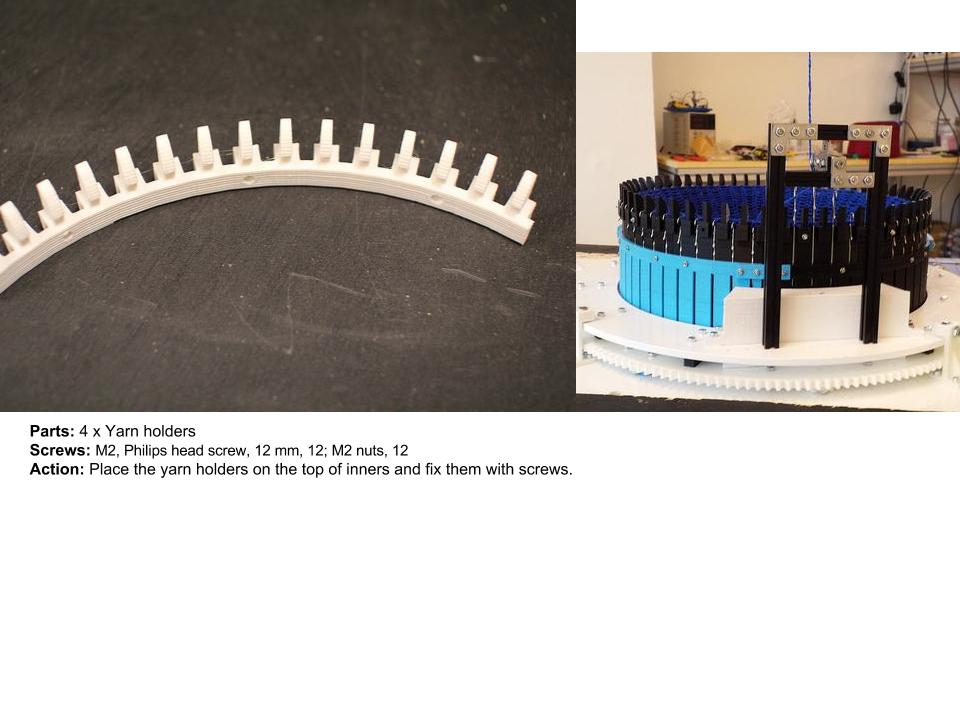 Parts: 4 x Yarn holders
Screws: M2, Philips head screw, 12 mm, 12; M2 nuts, 12
Action: Place the yarn holders on the top of inners and fix them with screws.